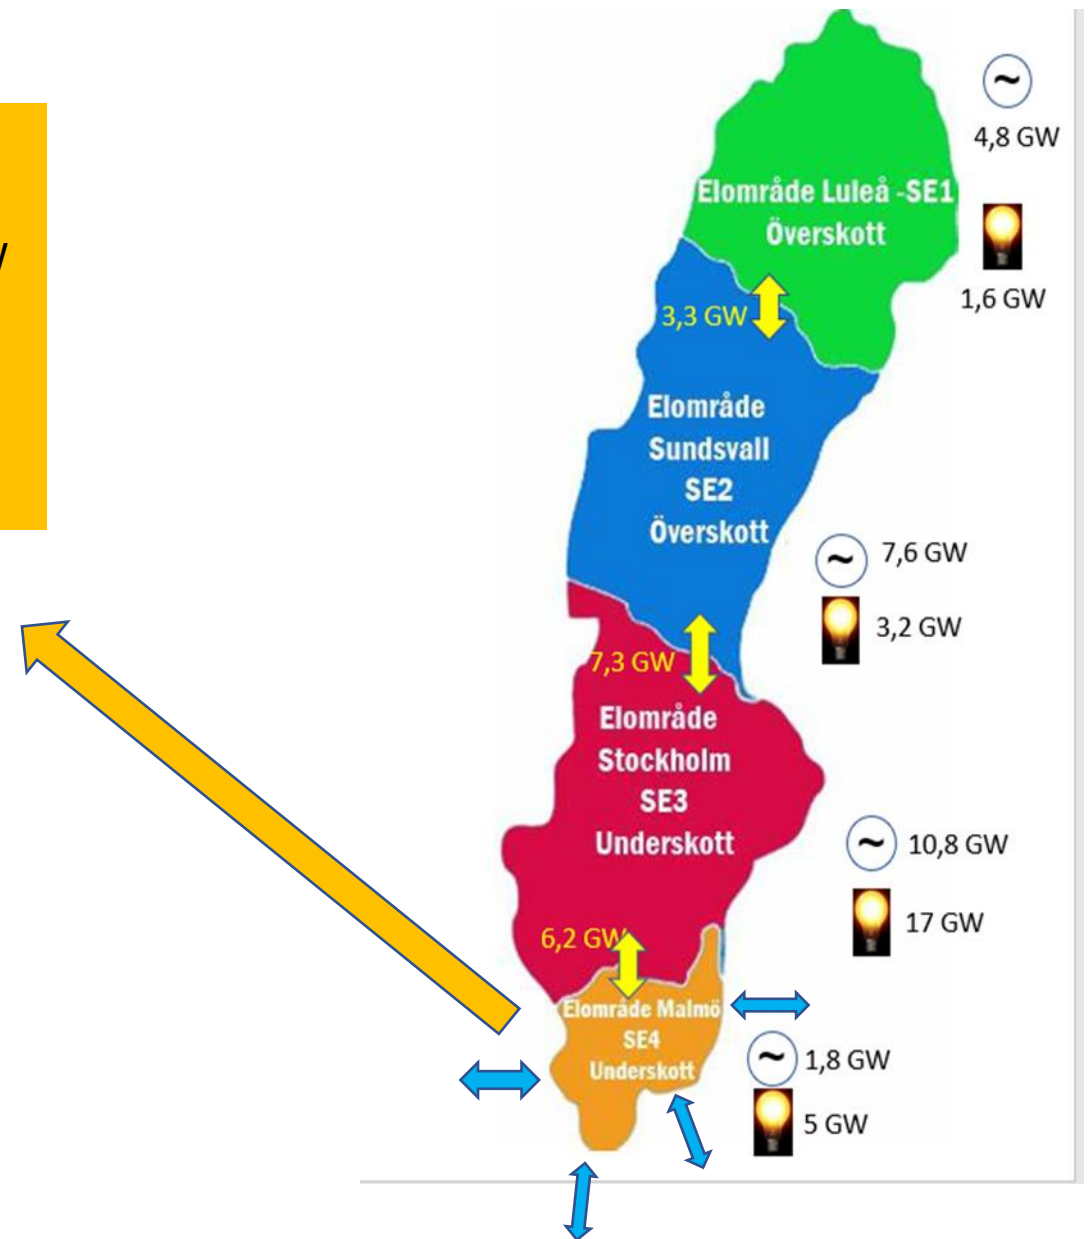 4,8 GW
Elområde Luleå -SE1
Överskott
1,6 GW
3,3 GW
Elområde
Sundsvall
SE2
Överskott
7,6 GW
3,2 GW
7,3 GW
Elområde
Stockholm
SE3
Underskott
10,8 GW
17 GW
6,2 GW
Elområde Malmö
SE4
Underskott
1,8 GW
5 GW